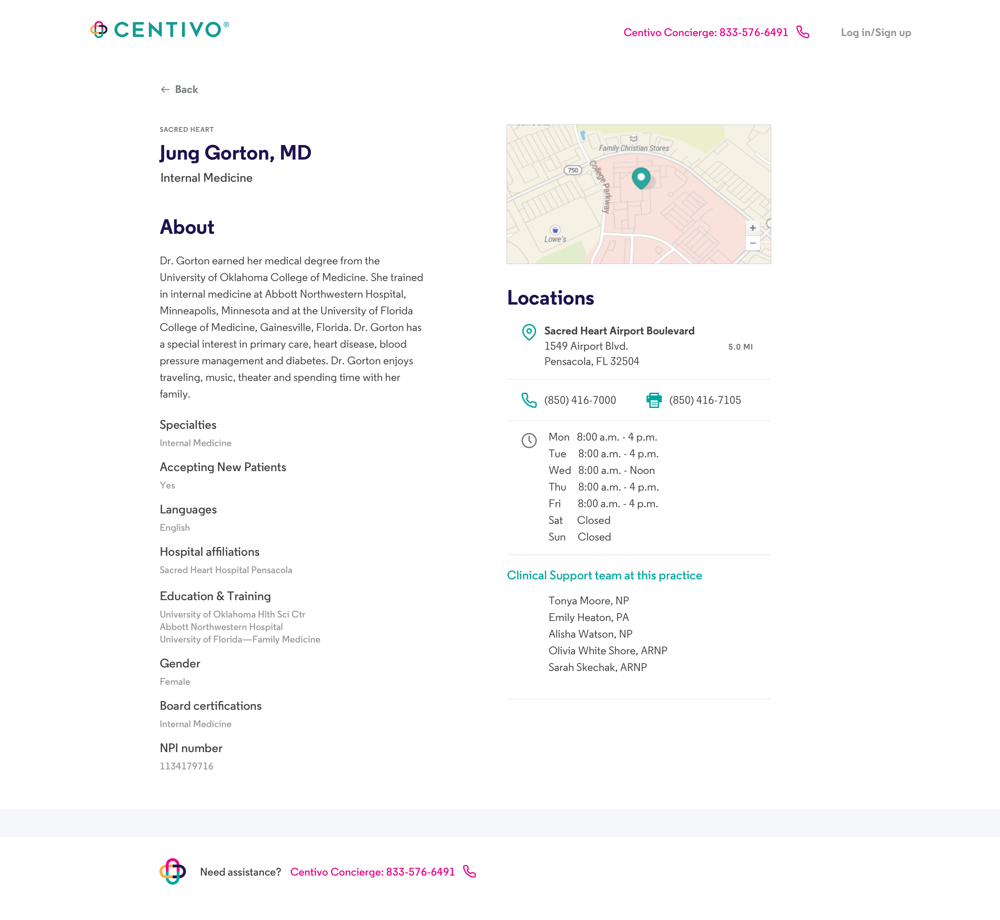 CENTIVO®
Centivo Concierge: 833-576-6491
Log in/Sign up
← Back
SACRED HEART
Jung Gorton, MD
Internal Medicine
About
Dr. Gorton earned her medical degree from the
University of Oklahoma College of Medicine. She trained
in internal medicine at Abbott Northwestern Hospital,
Minneapolis, Minnesota and at the University of Florida
College of Medicine, Gainesville, Florida. Dr. Gorton has
a special interest in primary care, heart disease, blood
pressure management and diabetes. Dr. Gorton enjoys
traveling, music, theater and spending time with her
family.
Specialties
Internal Medicine
Accepting New Patients
Yes
Languages
English
Hospital affiliations
Sacred Heart Hospital Pensacola
Education & Training
University of Oklahoma Hlth Sci Ctr
Abbott Northwestern Hospital
University of Florida—Family Medicine
Gender
Female
Board certifications
Internal Medicine
NPI number
1134179716
Family Christian Stores
750
College Parkway
Lowe's
+
−
Locations
Sacred Heart Airport Boulevard
1549 Airport Blvd.
5.0 MI
Pensacola, FL 32504
(850) 416-7000
(850) 416-7105
Mon 8:00 a.m. - 4 p.m.
Tue 8:00 a.m. - 4 p.m.
Wed 8:00 a.m. - Noon
Thu 8:00 a.m. - 4 p.m.
Fri 8:00 a.m. - 4 p.m.
Sat Closed
Sun Closed
Clinical Support team at this practice
Tonya Moore, NP
Emily Heaton, PA
Alisha Watson, NP
Olivia White Shore, ARNP
Sarah Skechak, ARNP
Need assistance? Centivo Concierge: 833-576-6491